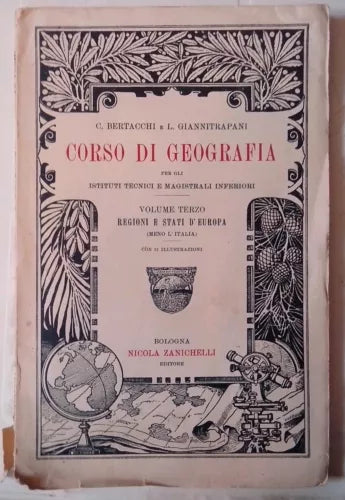 C. BERTACCHI E L. GIANNITRAPANI
CORSO DI GEOGRAFIA
PER GLI
ISTITUTI TECNICI E MAGISTRALI INFERIORI
VOLUME TERZO
REGIONI E STATI D'EUROPA
(MENO L'ITALIA)
CON 51 ILLUSTRAZIONI
BOLOGNA
NICOLA ZANICHELLI
EDITORE